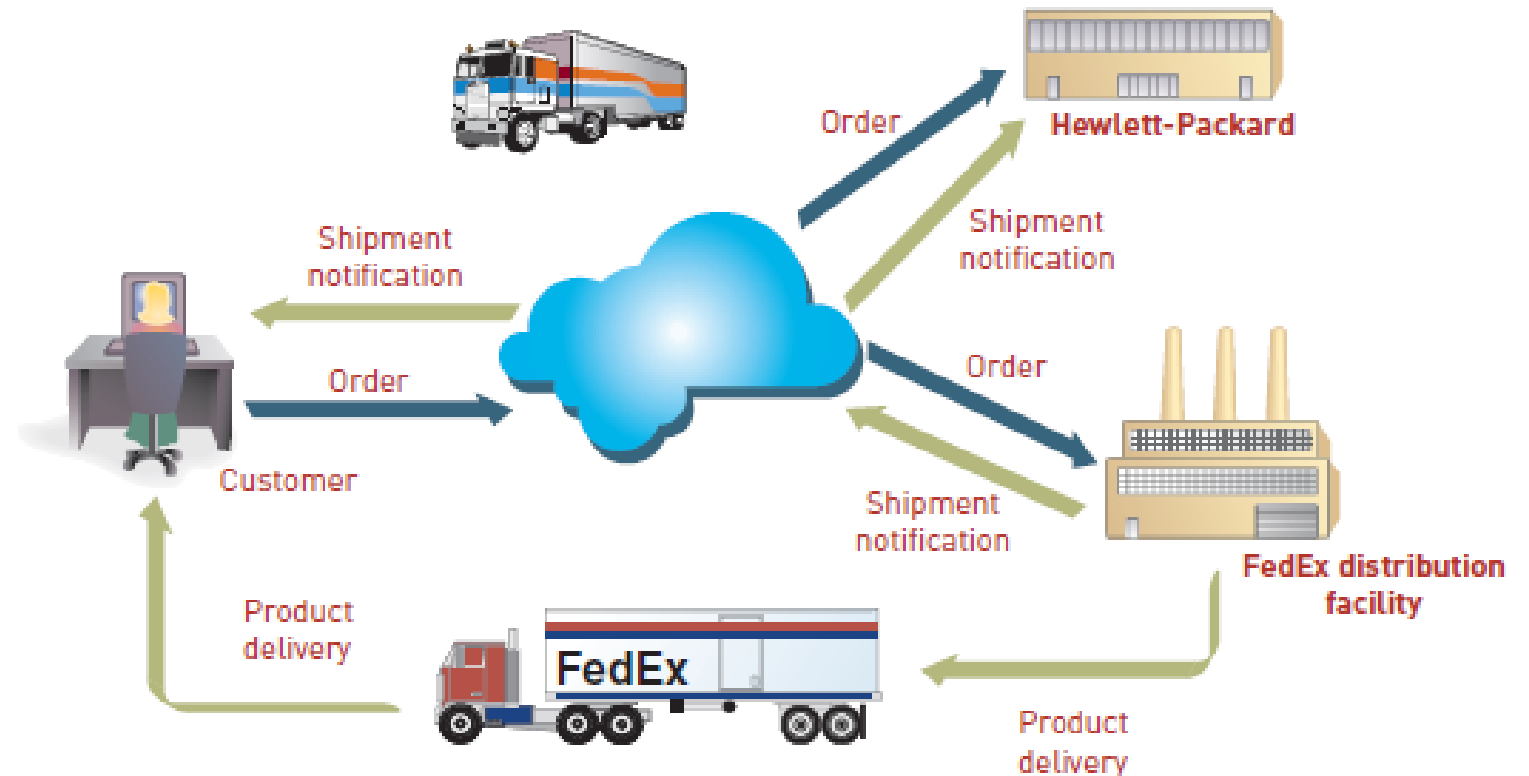 Order
Hewlett-Packard
Shipment
notification
Shipment
notification
Order
Order
Customer
Shipment
notification
FedEx distribution
facility
Product
delivery
FedEx
Product
delivery